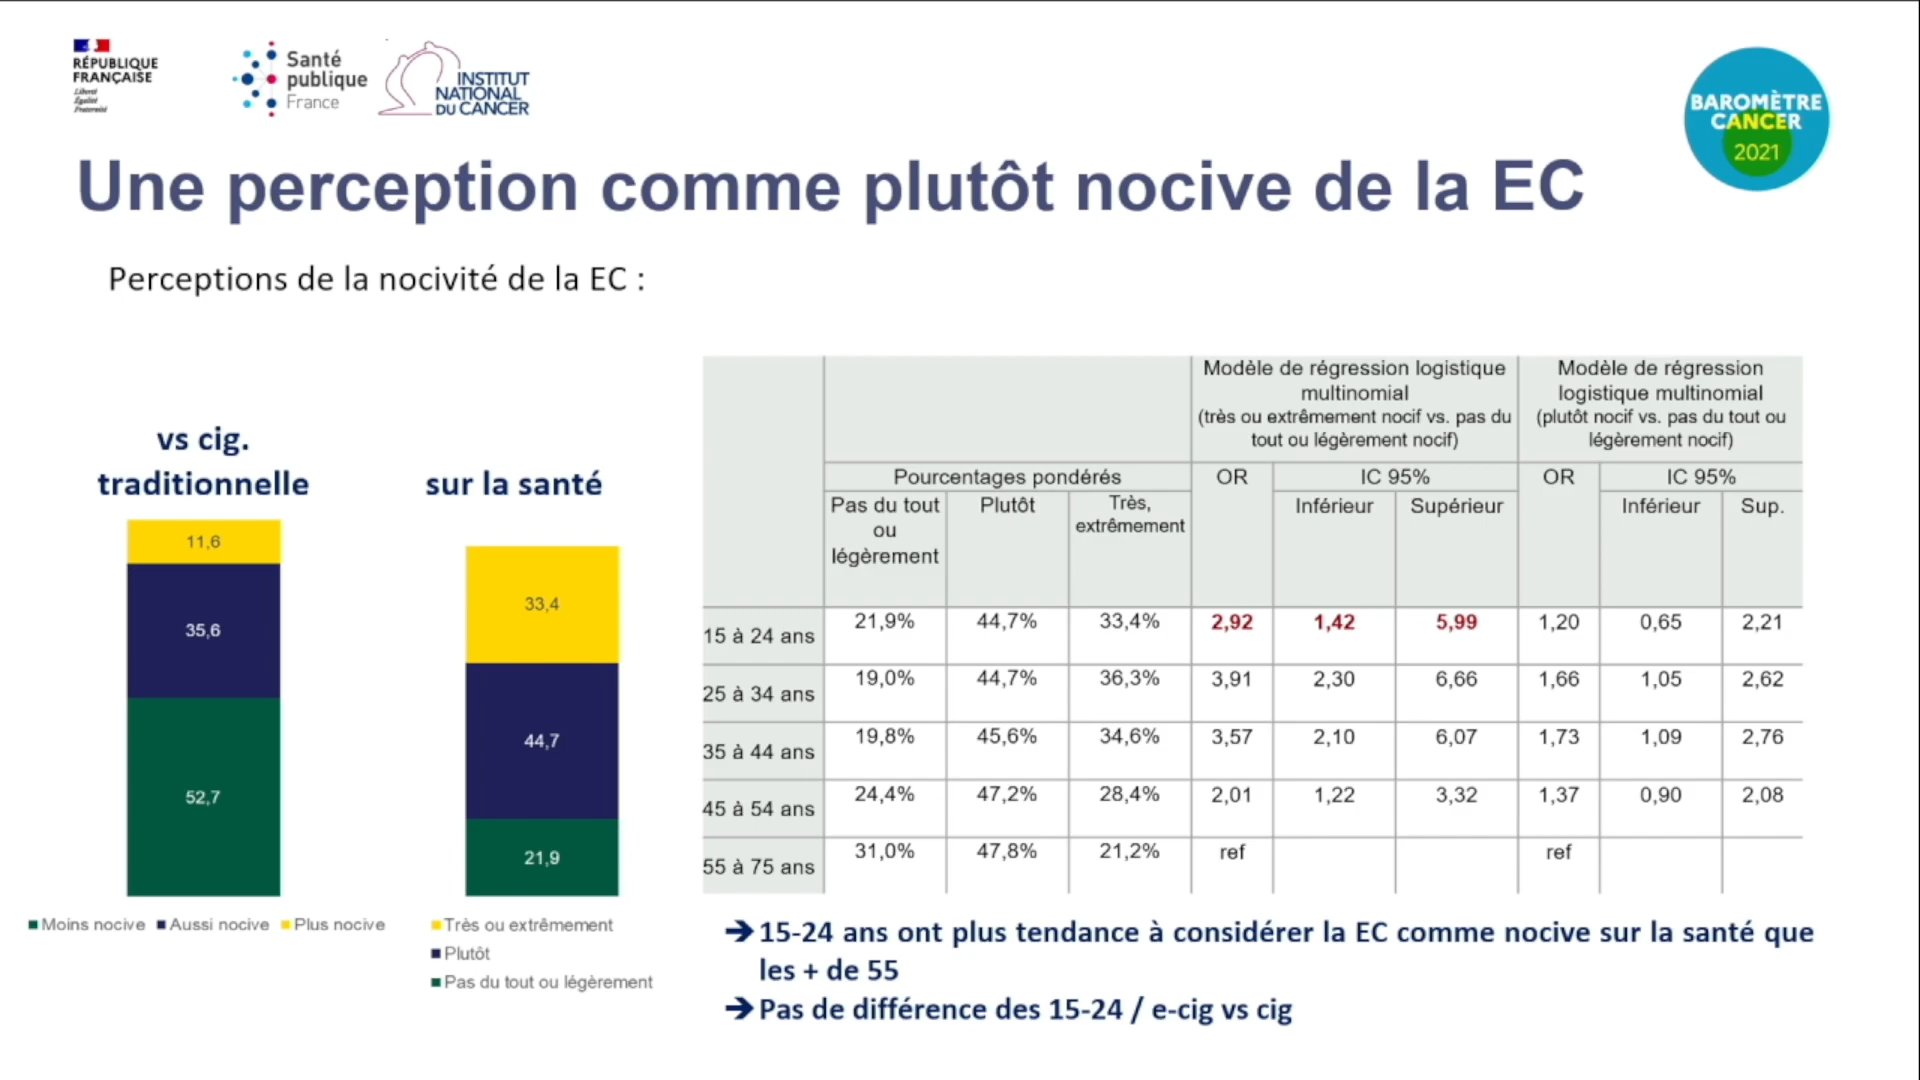 RÉPUBLIQUE
FRANÇAISE
Liberté
Égalité
Fraternité
Santé
publique
France
INSTITUT
NATIONAL
DU CANCER
BAROMÈTRE
CANCER
2021
Une perception comme plutôt nocive de la EC
Perceptions de la nocivité de la EC :
vs cig.
traditionnelle
11,6
35,6
52,7
Moins nocive Aussi nocive Plus nocive
sur la santé
33,4
44,7
21,9
Très ou extrêmement
Plutôt
Pas du tout ou légèrement
Modèle de régression logistique
multinomial
(très ou extrêmement nocif vs. pas du
tout ou légèrement nocif)
Modèle de régression
logistique multinomial
(plutôt nocif vs. pas du tout ou
légèrement nocif)
Pourcentages pondérés OR IC 95% OR IC 95%
Pas du tout
ou
légèrement
Plutôt
Très,
extrêmement
Inférieur Supérieur Inférieur Sup.
15 à 24 ans 21,9% 44,7% 33,4% 2,92 1,42 5,99 1,20 0,65 2,21
25 à 34 ans 19,0% 44,7% 36,3% 3,91 2,30 6,66 1,66 1,05 2,62
35 à 44 ans 19,8% 45,6% 34,6% 3,57 2,10 6,07 1,73 1,09 2,76
45 à 54 ans 24,4% 47,2% 28,4% 2,01 1,22 3,32 1,37 0,90 2,08
55 à 75 ans 31,0% 47,8% 21,2% ref ref
➔ 15-24 ans ont plus tendance à considérer la EC comme nocive sur la santé que
les + de 55
➔ Pas de différence des 15-24 / e-cig vs cig